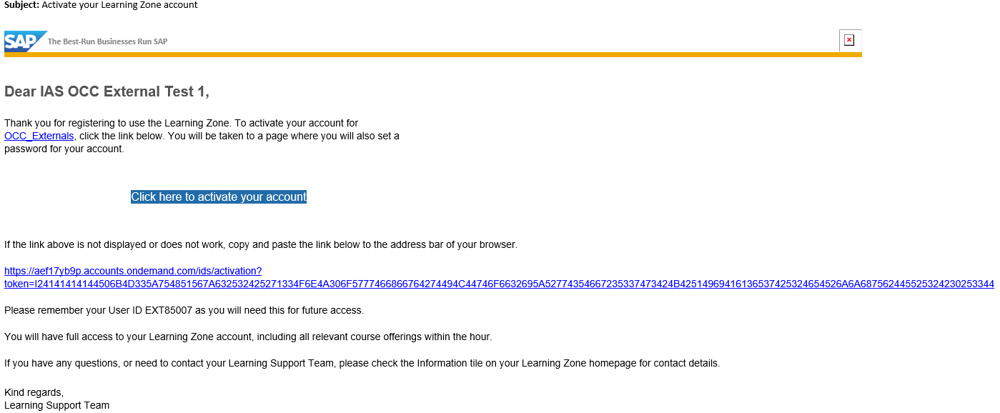 Subject: Activate your Learning Zone account
SAP The Best-Run Businesses Run SAP
Dear IAS OCC External Test 1,
Thank you for registering to use the Learning Zone. To activate your account for
OCC_Externals, click the link below. You will be taken to a page where you will also set a
password for your account.
Click here to activate your account
If the link above is not displayed or does not work, copy and paste the link below to the address bar of your browser.
https://aef17yb9p.accounts.ondemand.com/ids/activation?
token=I24141414144506B4D335A754851567A632532425271334F6E4A306F5777466866764274494C44746F6632695A52774354667235337473424B425149694161365374253246545 26A6A687562445525324230253344
Please remember your User ID EXT85007 as you will need this for future access.
You will have full access to your Learning Zone account, including all relevant course offerings within the hour.
If you have any questions, or need to contact your Learning Support Team, please check the Information tile on your Learning Zone homepage for contact details.
Kind regards,
Learning Support Team